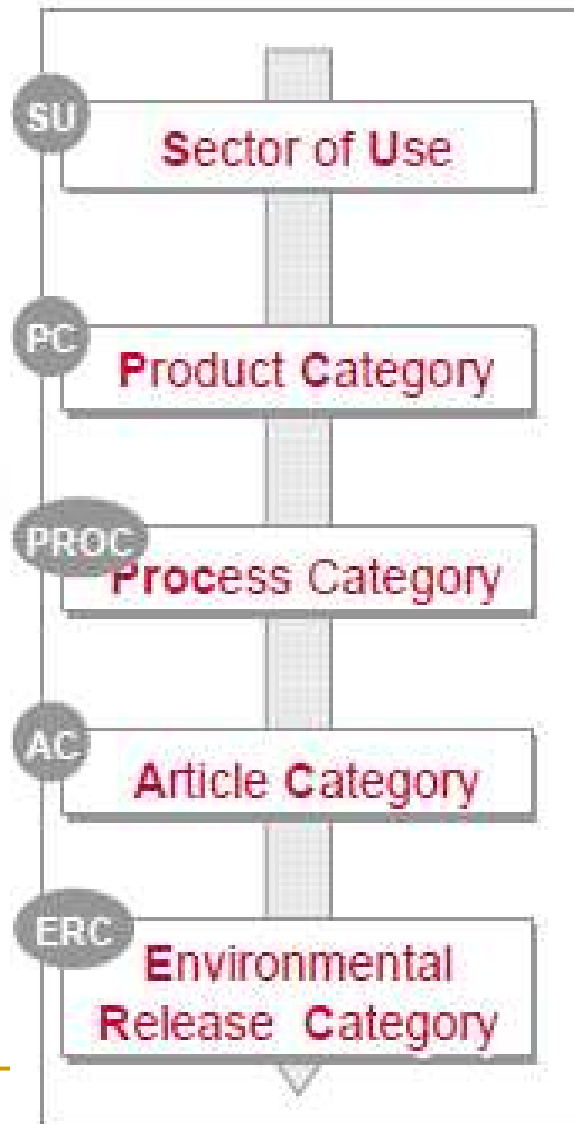 SU
Sector of Use
PC
Product Category
PROC
Process Category
AC
Article Category
ERC
Environmental
Release Category